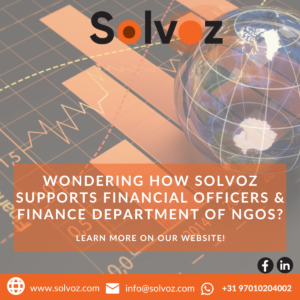 Solvoz
WONDERING HOW SOLVOZ
SUPPORTS FINANCIAL OFFICERS &
FINANCE DEPARTMENT OF NGOS?
LEARN MORE ON OUR WEBSITE!
www.solvoz.com info@solvoz.com +31 97010204002